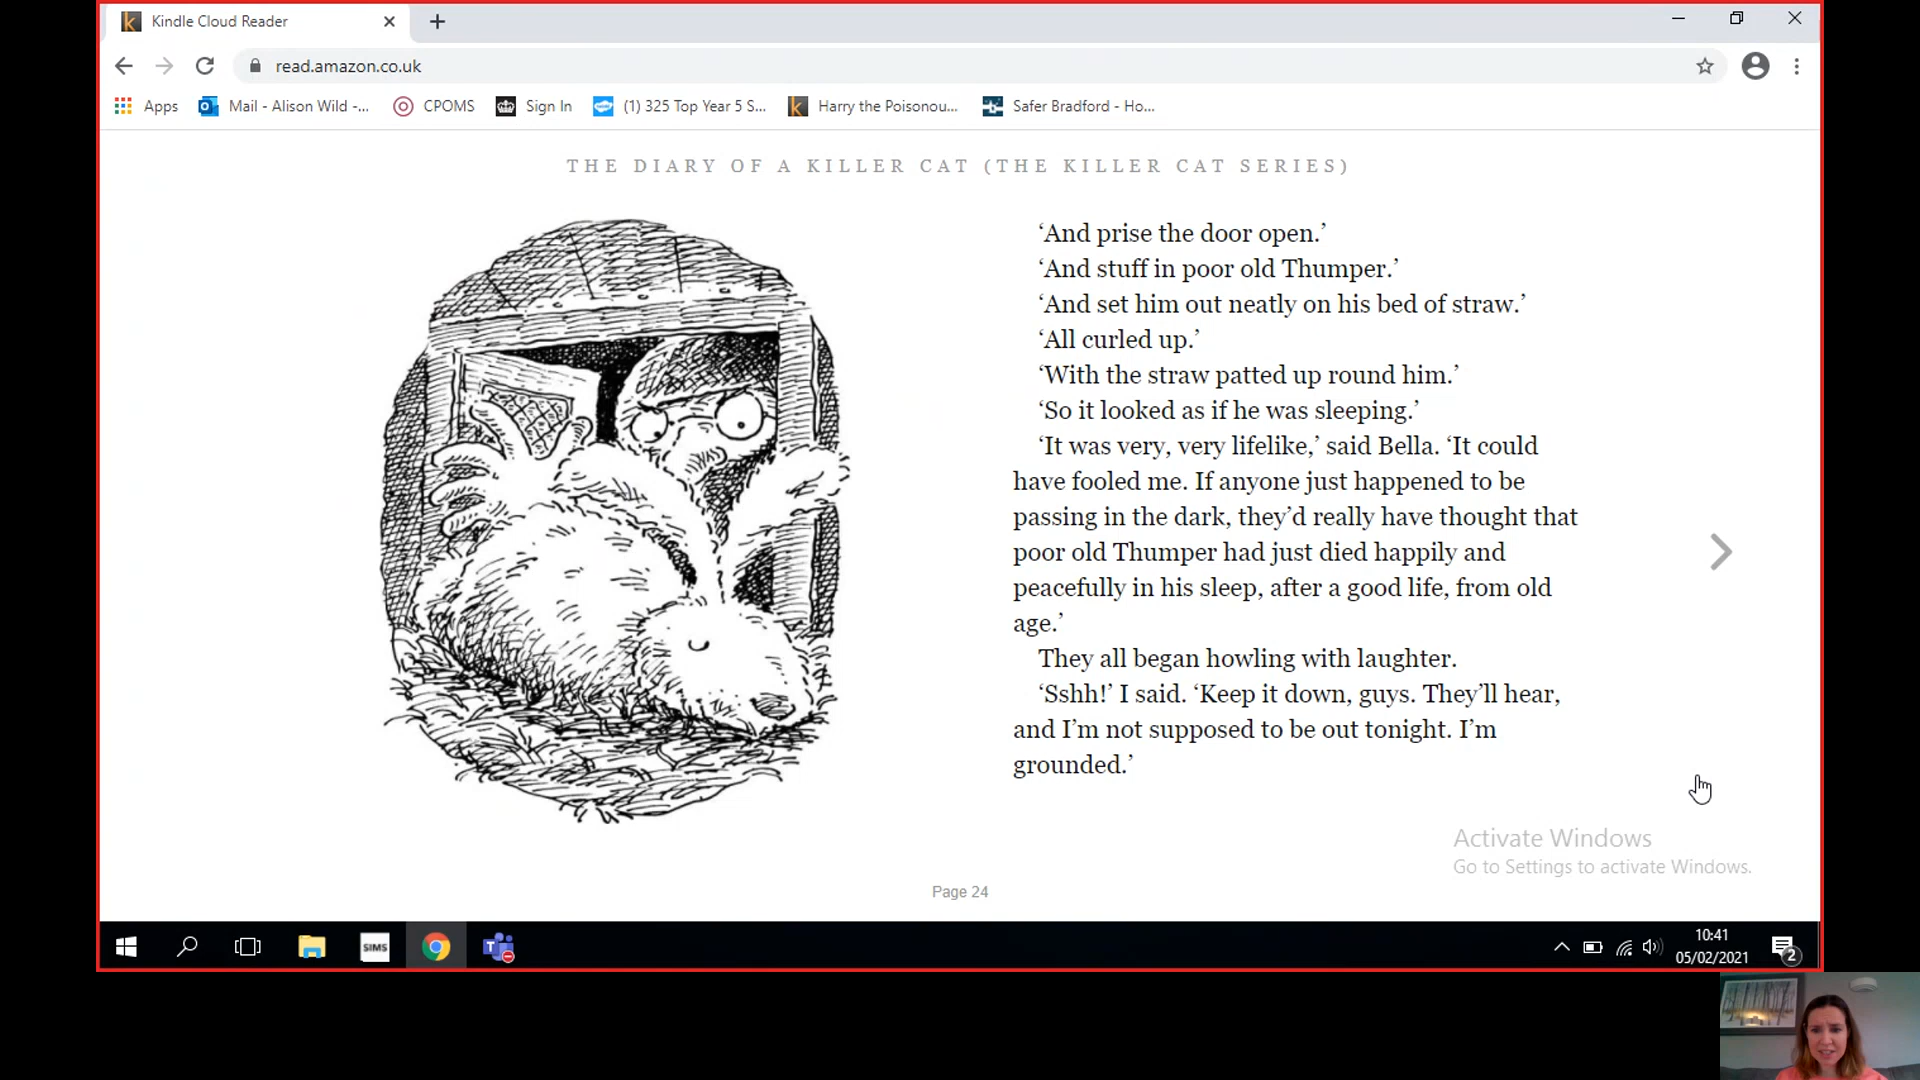 Kindle Cloud Reader
read.amazon.co.uk
Apps
Mail - Alison Wild -...
CPOMS
Sign In
(1) 325 Top Year 5 S...
Harry the Poisonou...
Safer Bradford - Ho...
THE DIARY OF A KILLER CAT (THE KILLER CAT SERIES)
‘And prise the door open.’
‘And stuff in poor old Thumper.’
‘And set him out neatly on his bed of straw.’
‘All curled up.’
‘With the straw patted up round him.’
‘So it looked as if he was sleeping.’
‘It was very, very lifelike,’ said Bella. ‘It could
have fooled me. If anyone just happened to be
passing in the dark, they’d really have thought that
poor old Thumper had just died happily and
peacefully in his sleep, after a good life, from old
age.’
They all began howling with laughter.
‘Sshh!’ I said. ‘Keep it down, guys. They’ll hear,
and I’m not supposed to be out tonight. I’m
grounded.’
Activate Windows
Go to Settings to activate Windows.
Page 24
SIMS
10:41
05/02/2021
2